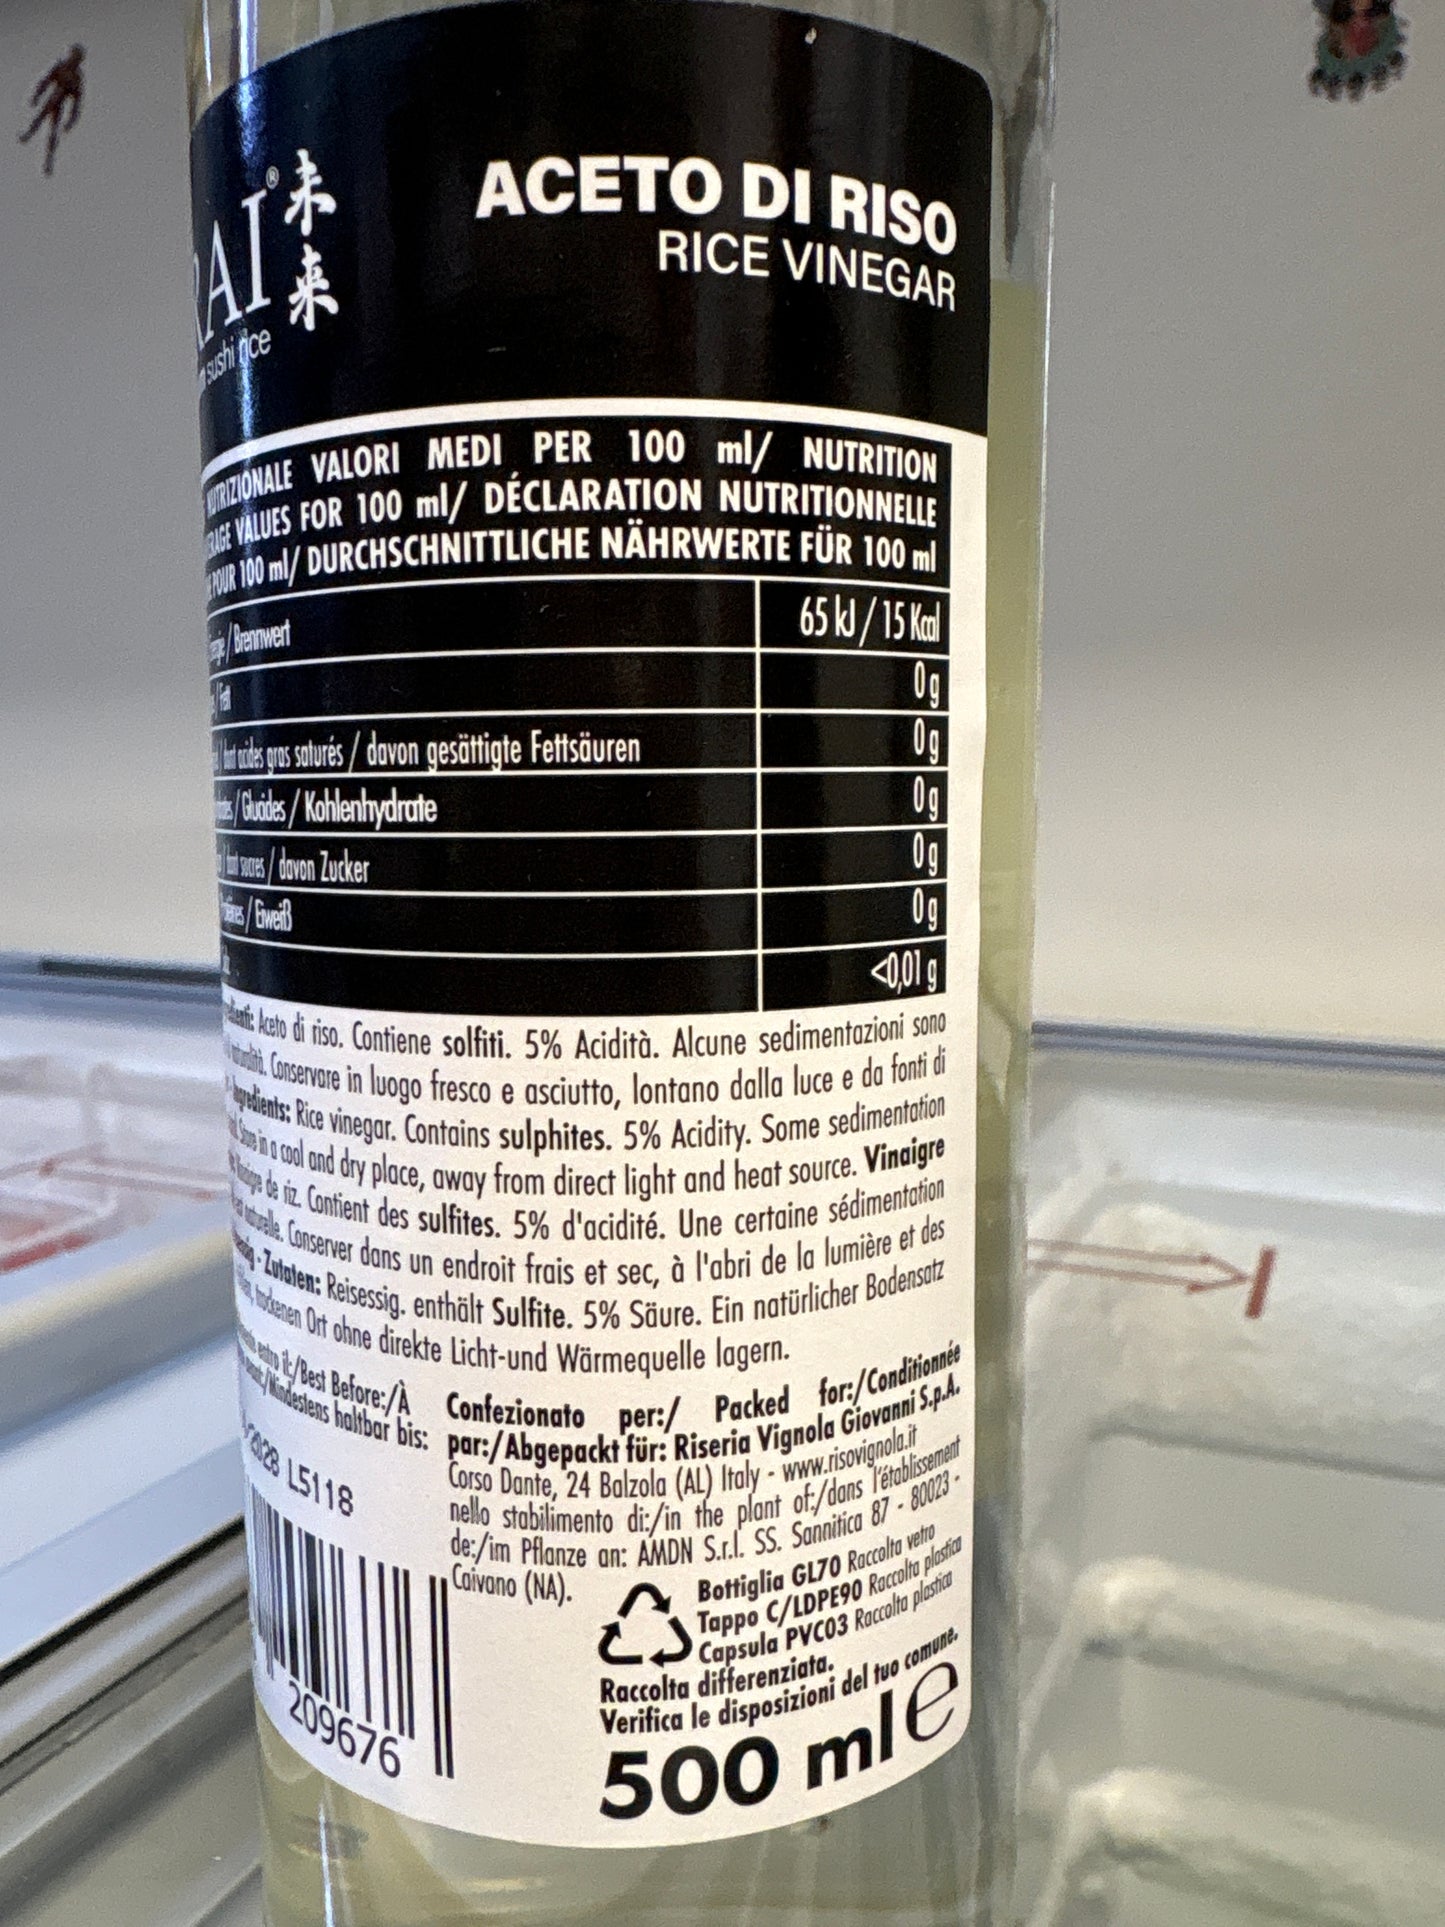 RAI® 未来
sushi rice
ACETO DI RISO
RICE VINEGAR
NUTRIZIONALE VALORI MEDI PER 100 ml/ NUTRITION
VALUES FOR 100 ml/ DÉCLARATION NUTRITIONNELLE
POUR 100 ml/ DURCHSCHNITTLICHE NÄHRWERTE FÜR 100 ml
/ Brennwert 65 kJ / 15 Kcal
/ Fett 0 g
/ dont acides gras saturés / davon gesättigte Fettsäuren 0 g
/ Glucides / Kohlenhydrate 0 g
/ dont sucres / davon Zucker 0 g
/ Eiweiß 0 g
<0,01 g
Aceto di riso. Contiene solfiti. 5% Acidità. Alcune sedimentazioni sono
Conservare in luogo fresco e asciutto, lontano dalla luce e da fonti di
Ingredients: Rice vinegar. Contains sulphites. 5% Acidity. Some sedimentation
Store in a cool and dry place, away from direct light and heat source. Vinaigre
de riz. Contient des sulfites. 5% d'acidité. Une certaine sédimentation
naturelle. Conserver dans un endroit frais et sec, à l'abri de la lumière et des
- Zutaten: Reisessig. enthält Sulfite. 5% Säure. Ein natürlicher Bodensatz
trockenen Ort ohne direkte Licht-und Wärmequelle lagern.
entro il:/Best Before:/À
/Mindestens haltbar bis:
2028 L5118
Confezionato per:/ Packed for:/Conditionnée
par:/Abgepackt für: Riseria Vignola Giovanni S.p.A.
Corso Dante, 24 Balzola (AL) Italy - www.risovignola.it
nello stabilimento di:/in the plant of:/dans l'établissement
de:/im Pflanze an: AMDN S.r.l. SS. Sannitica 87 - 80023 -
Caivano (NA).
Bottiglia GL70 Raccolta vetro
Tappo C/LDPE90 Raccolta plastica
Capsula PVC03 Raccolta plastica
Raccolta differenziata.
Verifica le disposizioni del tuo comune.
209676
500 ml e